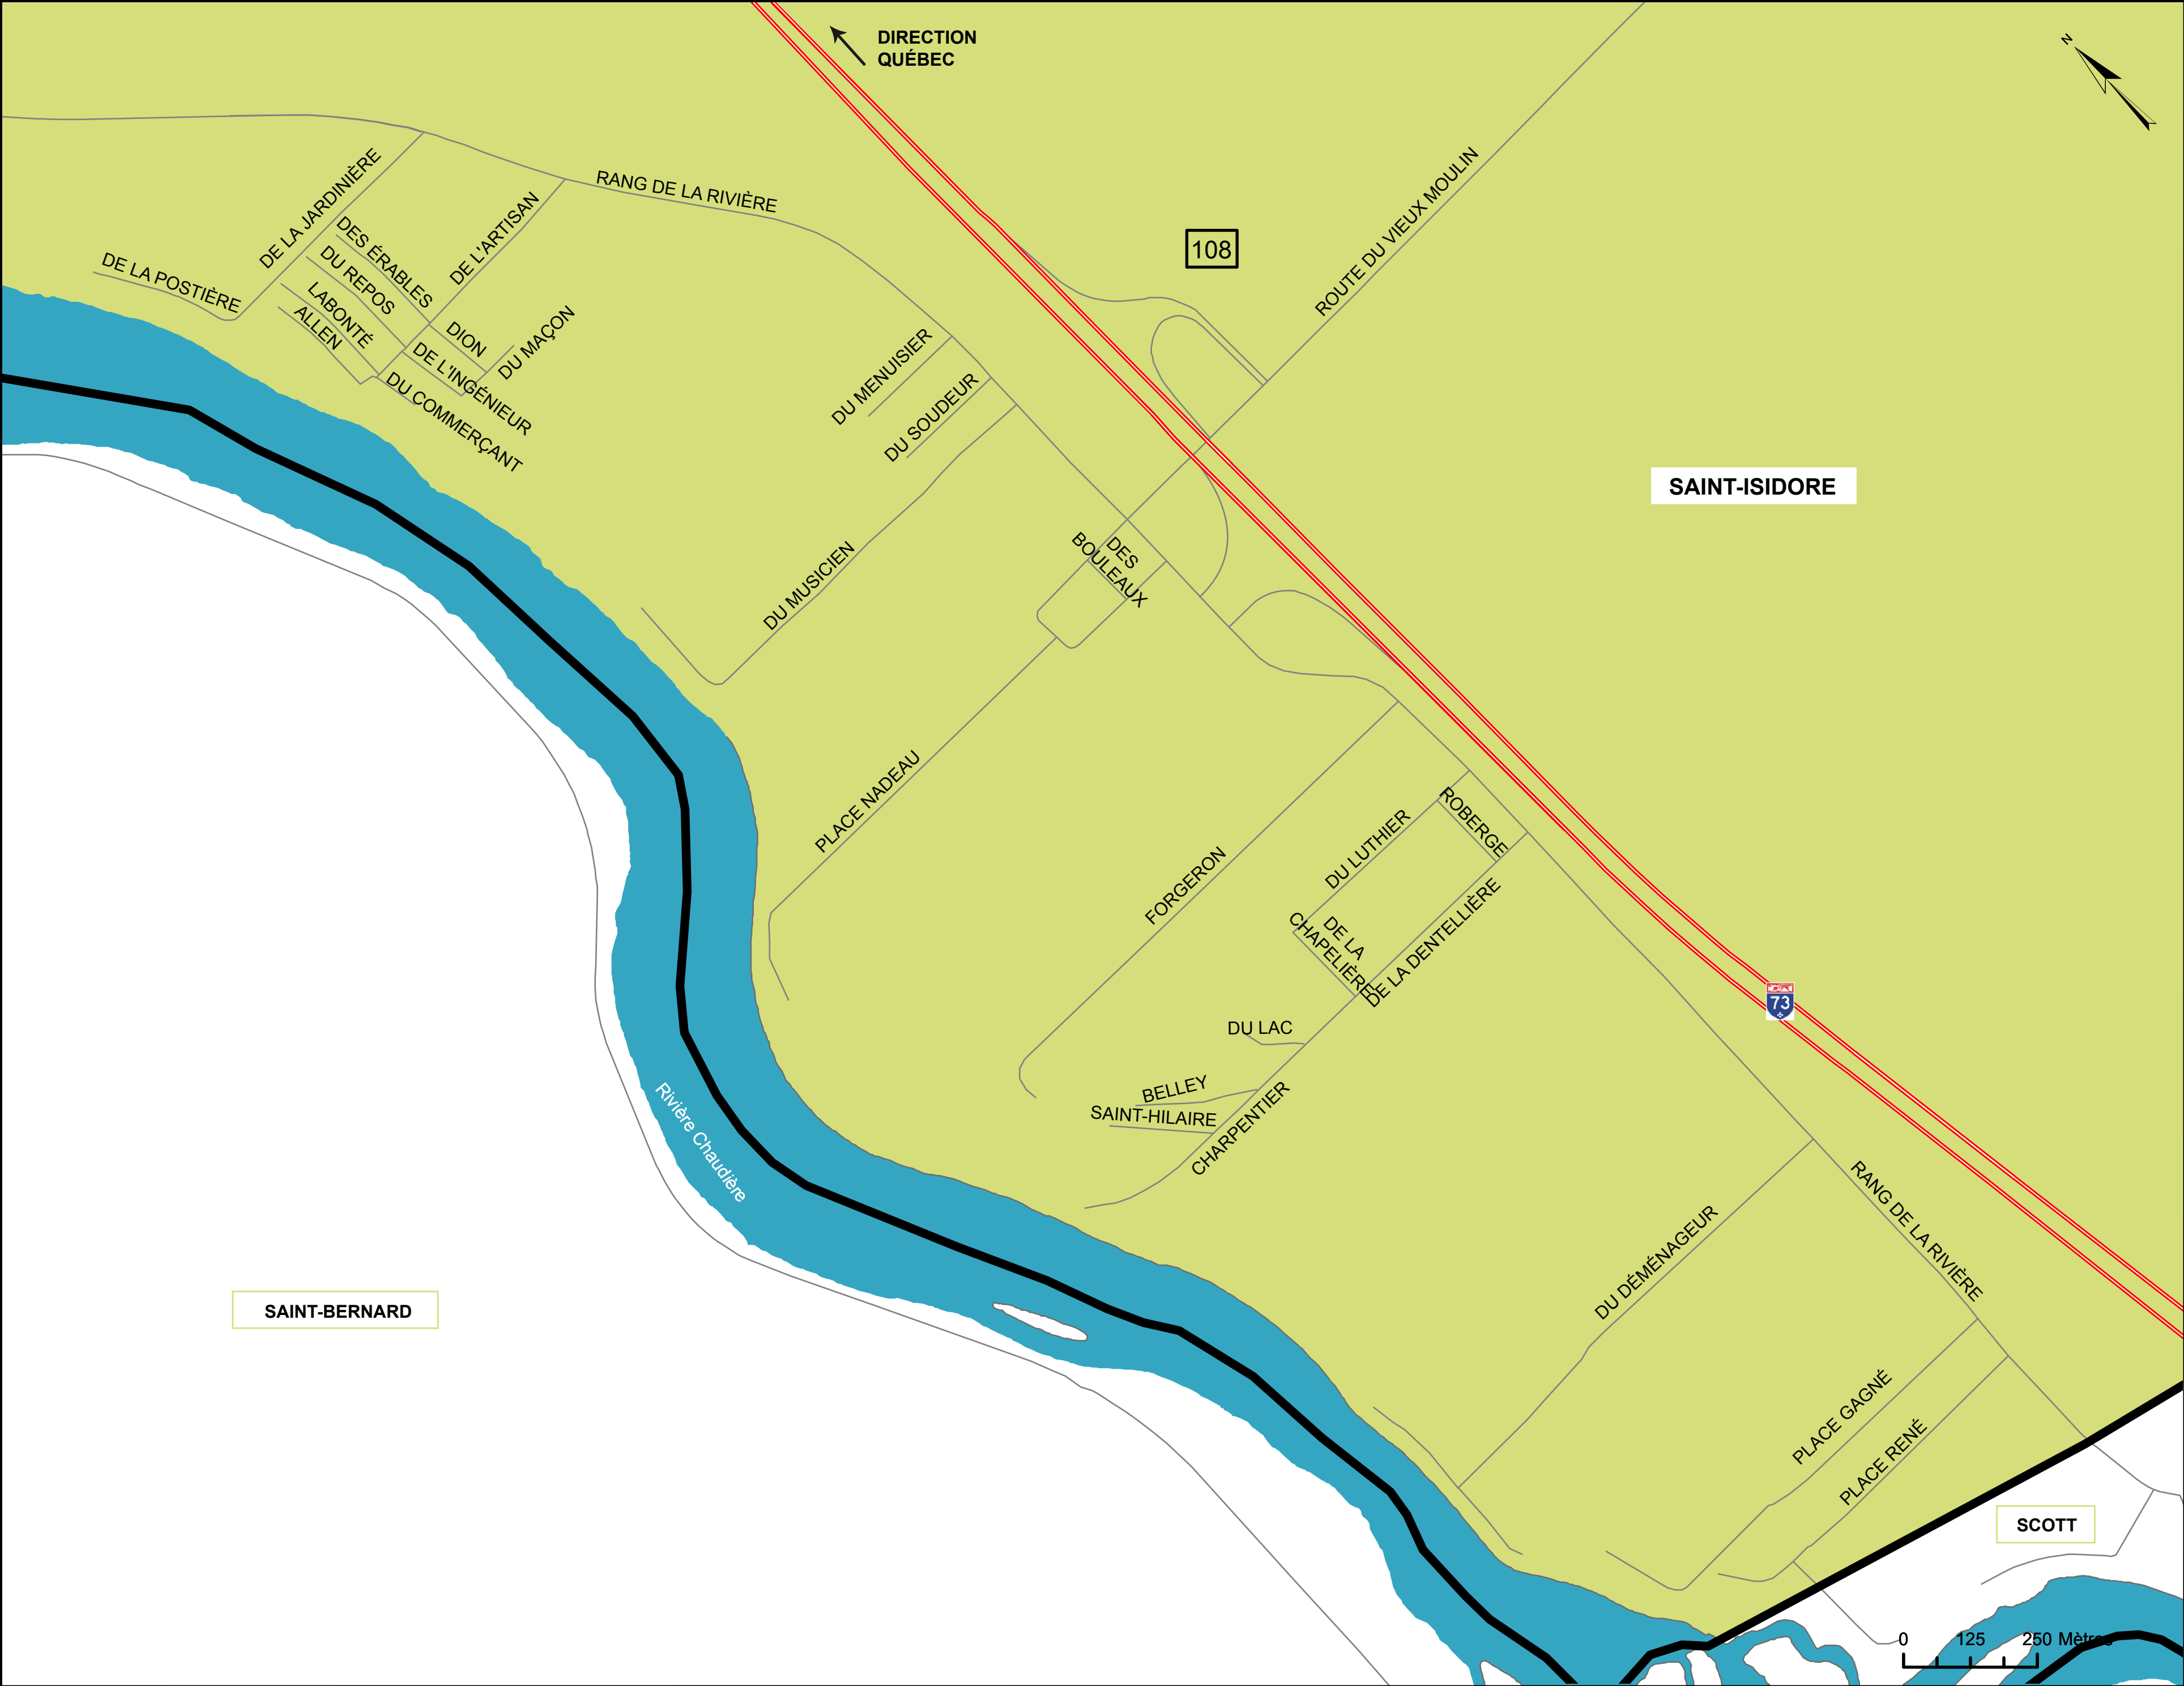 DIRECTION
QUÉBEC
N
RANG DE LA RIVIÈRE
DE LA JARDINIÈRE
DE L'ARTISAN
DES ÉRABLES
DU REPOS
LABONTÉ
ALLEN
DE LA POSTIÈRE
DION
DU MAÇON
DE L'INGÉNIEUR
DU COMMERÇANT
108
ROUTE DU VIEUX MOULIN
DU MENUISIER
DU SOUDEUR
SAINT-ISIDORE
DU MUSICIEN
DES
BOULEAUX
PLACE NADEAU
FORGERON
DU LUTHIER
ROBERGE
DE LA
CHAPELIÈRE
DE LA DENTELLIÈRE
73
DU LAC
BELLEY
SAINT-HILAIRE
CHARPENTIER
Rivière Chaudière
RANG DE LA RIVIÈRE
DU DÉMÉNAGEUR
SAINT-BERNARD
PLACE GAGNÉ
PLACE RENÉ
SCOTT
0 125 250 Mètres